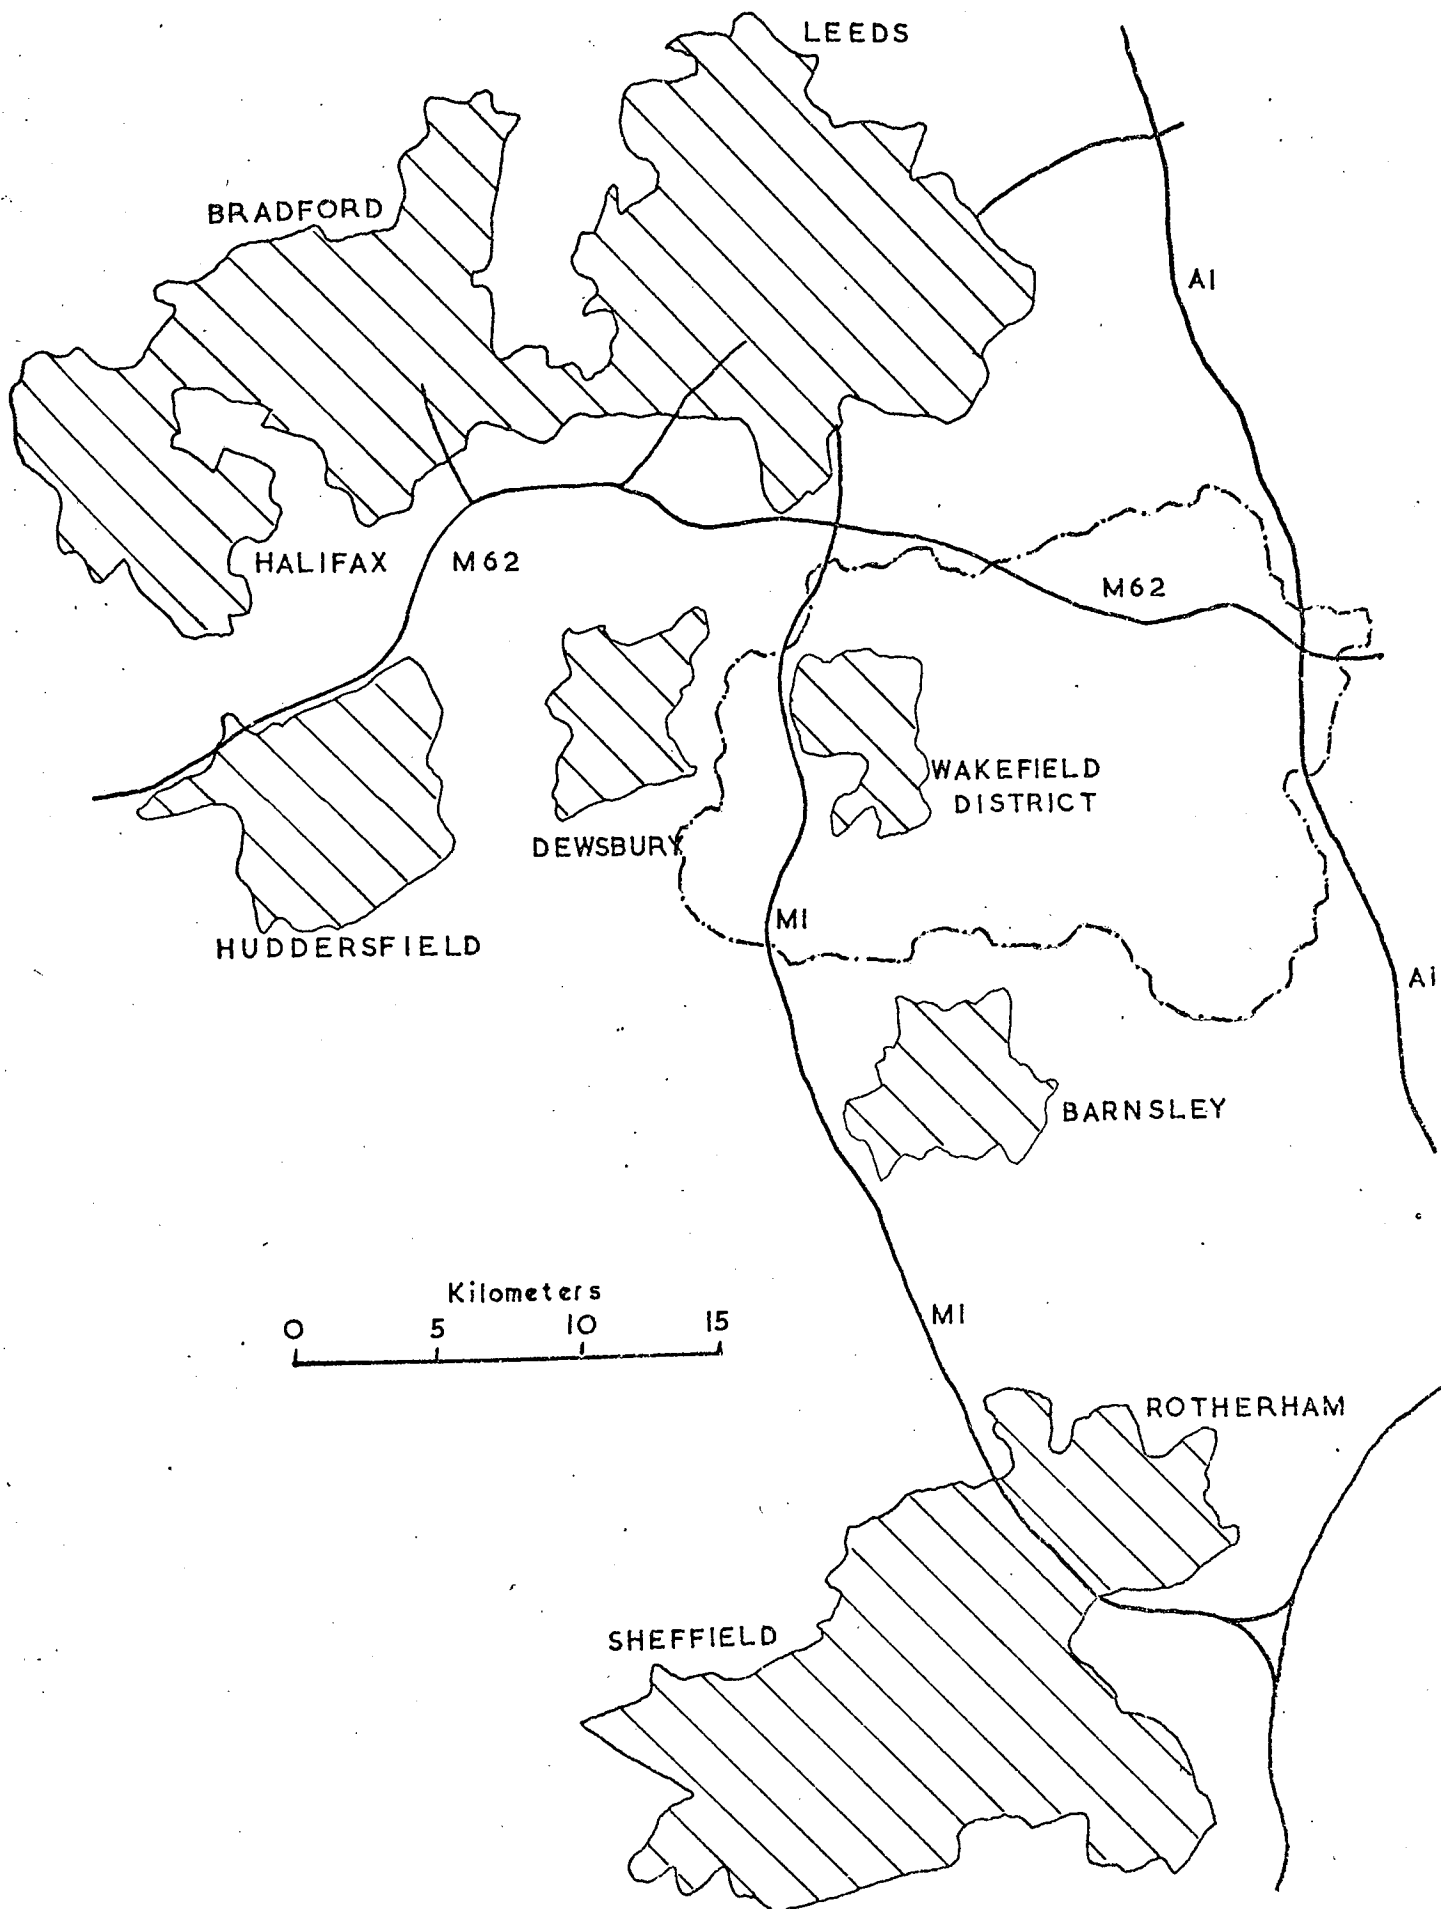 LEEDS
BRADFORD
A1
HALIFAX
M62
M62
WAKEFIELD
DISTRICT
DEWSBURY
M1
HUDDERSFIELD
A1
BARNSLEY
Kilometers
0 5 10 15
M1
ROTHERHAM
SHEFFIELD